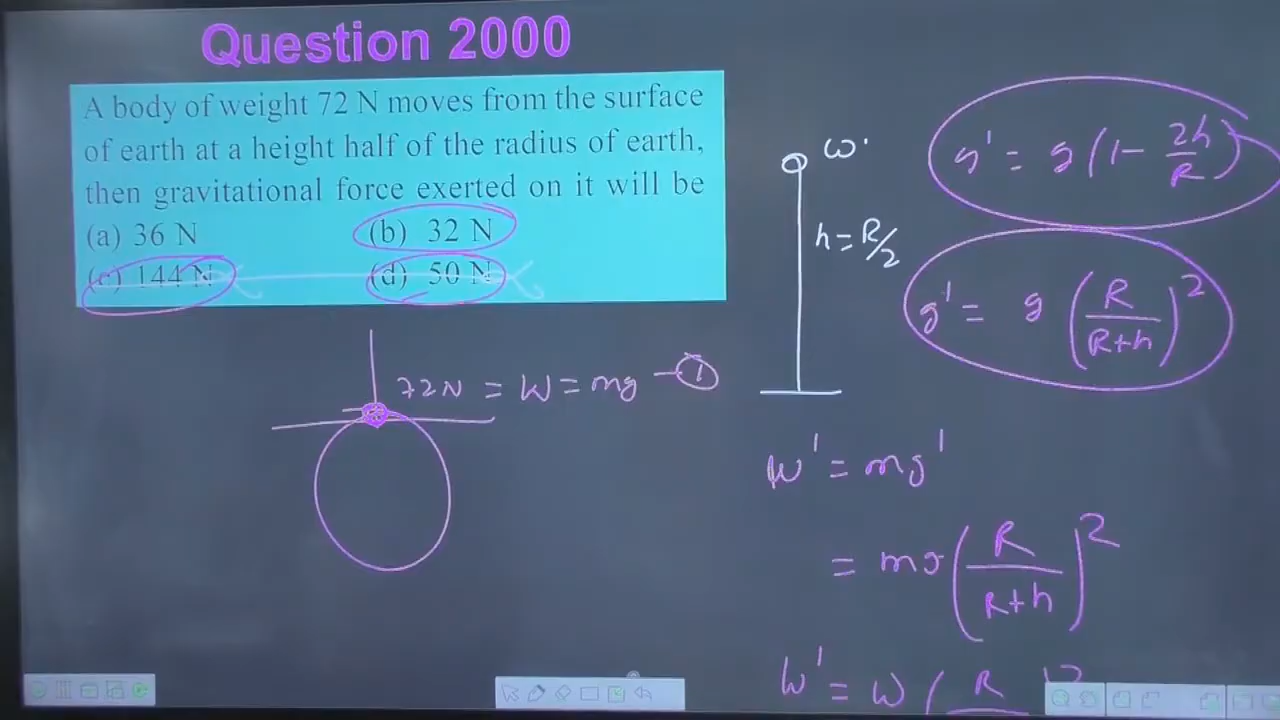 Question 2000
A body of weight 72 N moves from the surface
of earth at a height half of the radius of earth,
then gravitational force exerted on it will be
(a) 36 N (b) 32 N
(c) 144 N (d) 50 N
72N = W = mg — ①
ω'
h = R/2
g' = g(1 - 2h/R)
g' = g (R/(R+h))²
W' = mg'
= mg (R/(R+h))²
W' = W (R